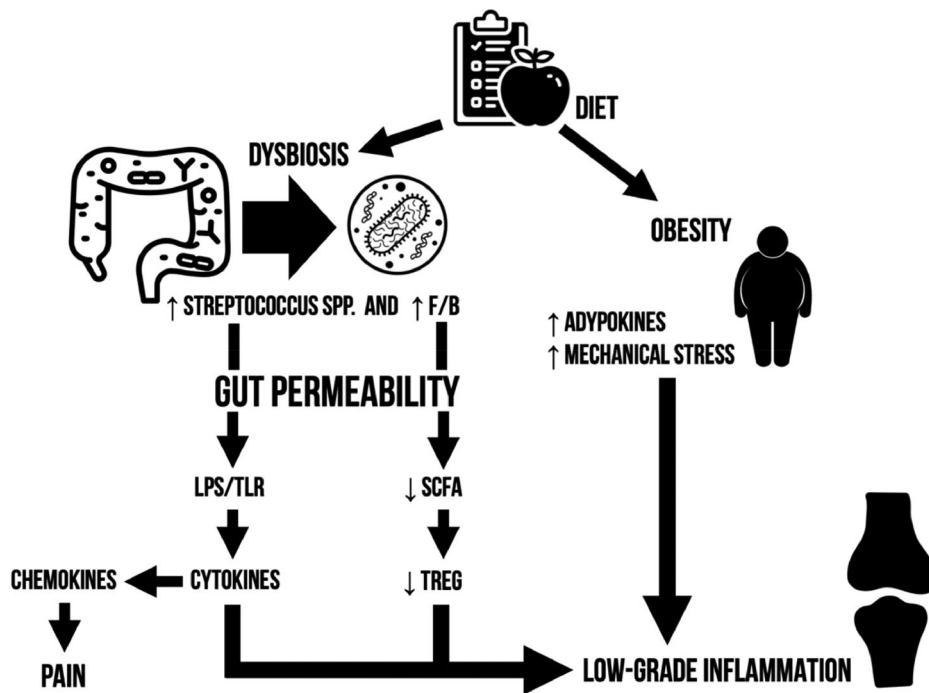 DIET
DYSBIOSIS
OBESITY
↑ STREPTOCOCCUS SPP. AND ↑ F/B
↑ ADYPOKINES
↑ MECHANICAL STRESS
GUT PERMEABILITY
LPS/TLR
↓ SCFA
CHEMOKINES
CYTOKINES
↓ TREG
PAIN
LOW-GRADE INFLAMMATION